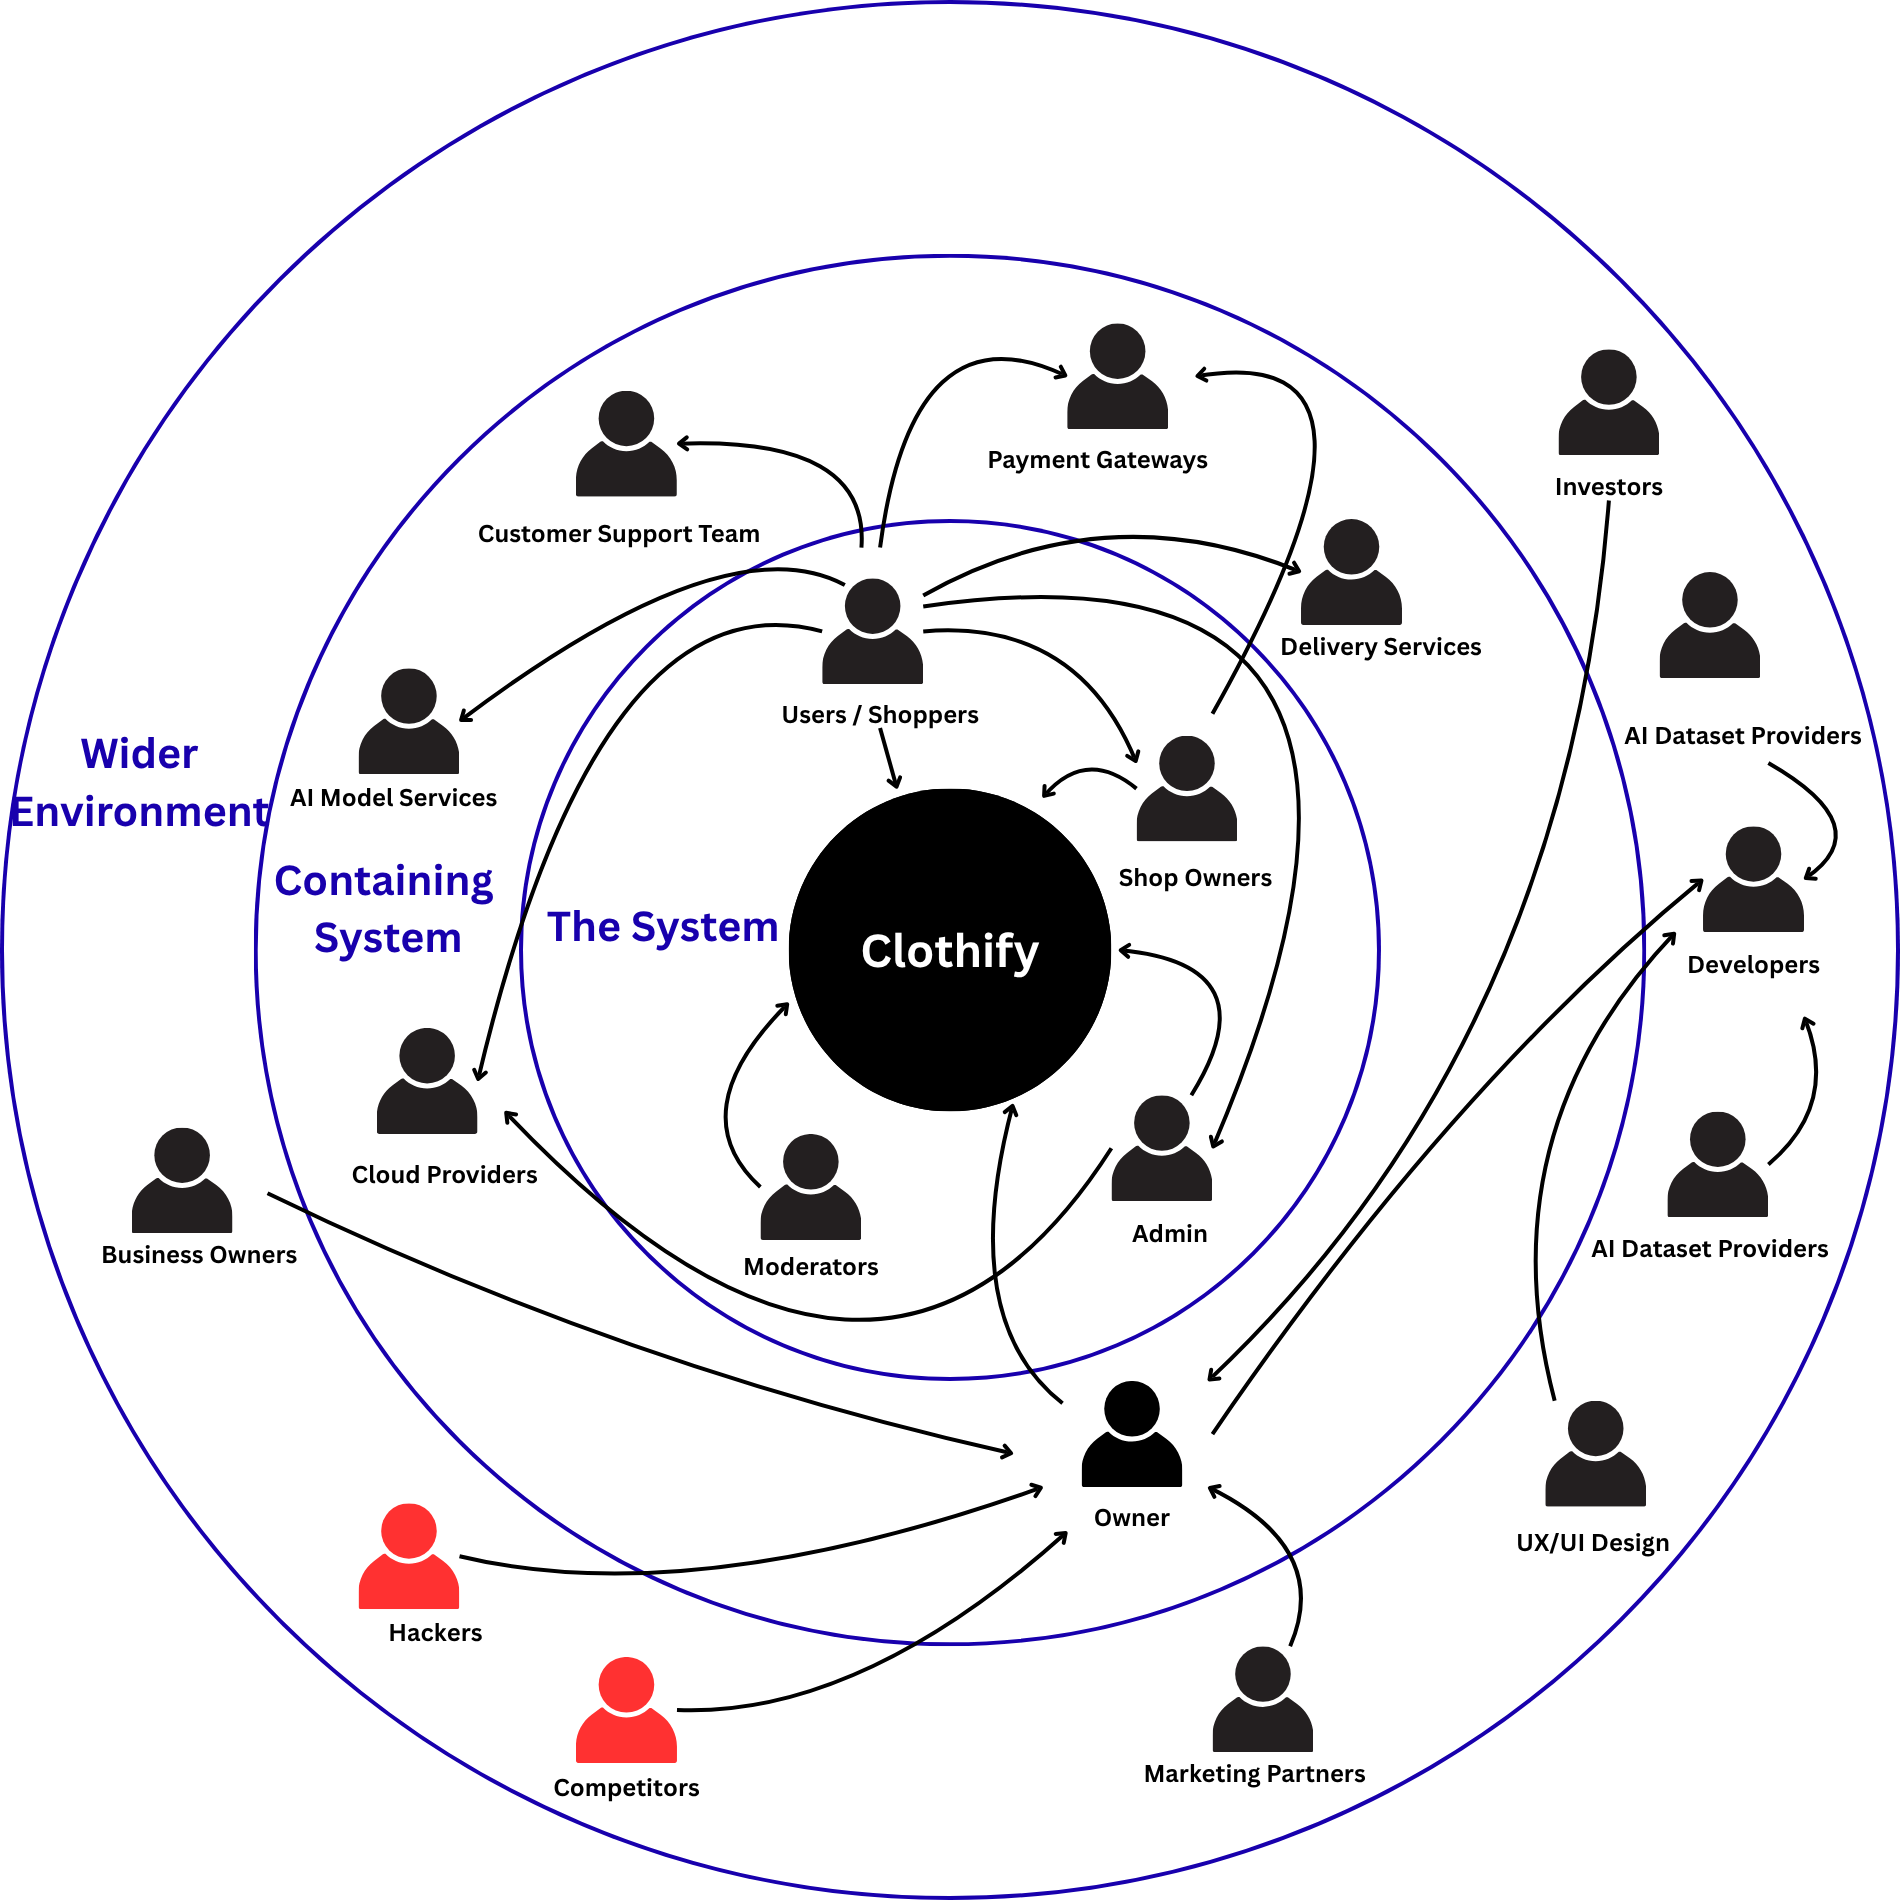 Payment Gateways
Investors
Customer Support Team
Delivery Services
Users / Shoppers
AI Dataset Providers
Wider
Environment
AI Model Services
Containing
System
The System
Clothify
Shop Owners
Developers
Cloud Providers
Business Owners
Moderators
Admin
AI Dataset Providers
Owner
UX/UI Design
Hackers
Competitors
Marketing Partners